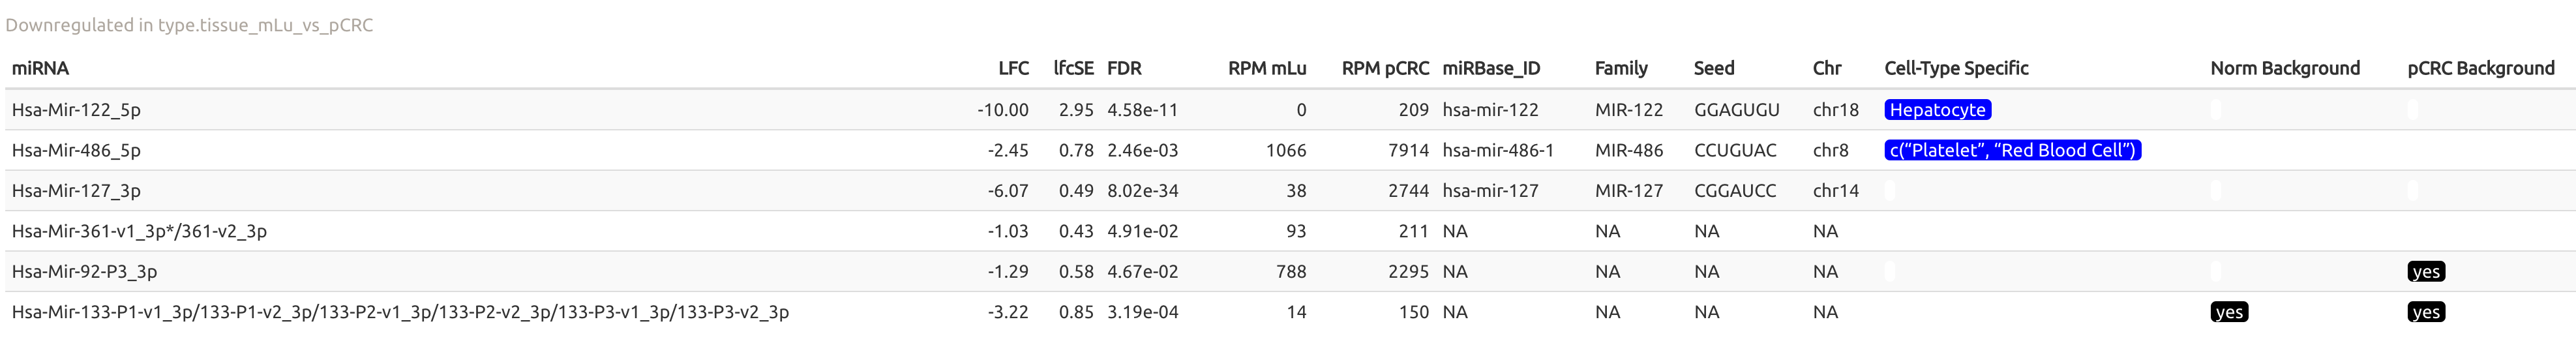 Downregulated in type.tissue_mLu_vs_pCRC
miRNA LFC lfcSE FDR RPM mLu RPM pCRC miRBase_ID Family Seed Chr Cell-Type Specific Norm Background pCRC Background
Hsa-Mir-122_5p -10.00 2.95 4.58e-11 0 209 hsa-mir-122 MIR-122 GGAGUGU chr18 Hepatocyte
Hsa-Mir-486_5p -2.45 0.78 2.46e-03 1066 7914 hsa-mir-486-1 MIR-486 CCUGUAC chr8 c(“Platelet”, “Red Blood Cell”)
Hsa-Mir-127_3p -6.07 0.49 8.02e-34 38 2744 hsa-mir-127 MIR-127 CGGAUCC chr14
Hsa-Mir-361-v1_3p*/361-v2_3p -1.03 0.43 4.91e-02 93 211 NA NA NA NA
Hsa-Mir-92-P3_3p -1.29 0.58 4.67e-02 788 2295 NA NA NA NA yes
Hsa-Mir-133-P1-v1_3p/133-P1-v2_3p/133-P2-v1_3p/133-P2-v2_3p/133-P3-v1_3p/133-P3-v2_3p -3.22 0.85 3.19e-04 14 150 NA NA NA NA yes yes